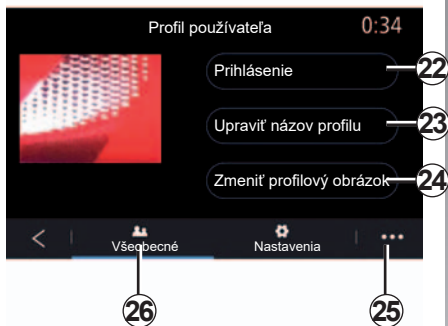 Profil používateľa 0:34
Prihlásenie 22
Upraviť názov profilu 23
Zmeniť profilový obrázok 24
Všeobecné Nastavenia
26 25